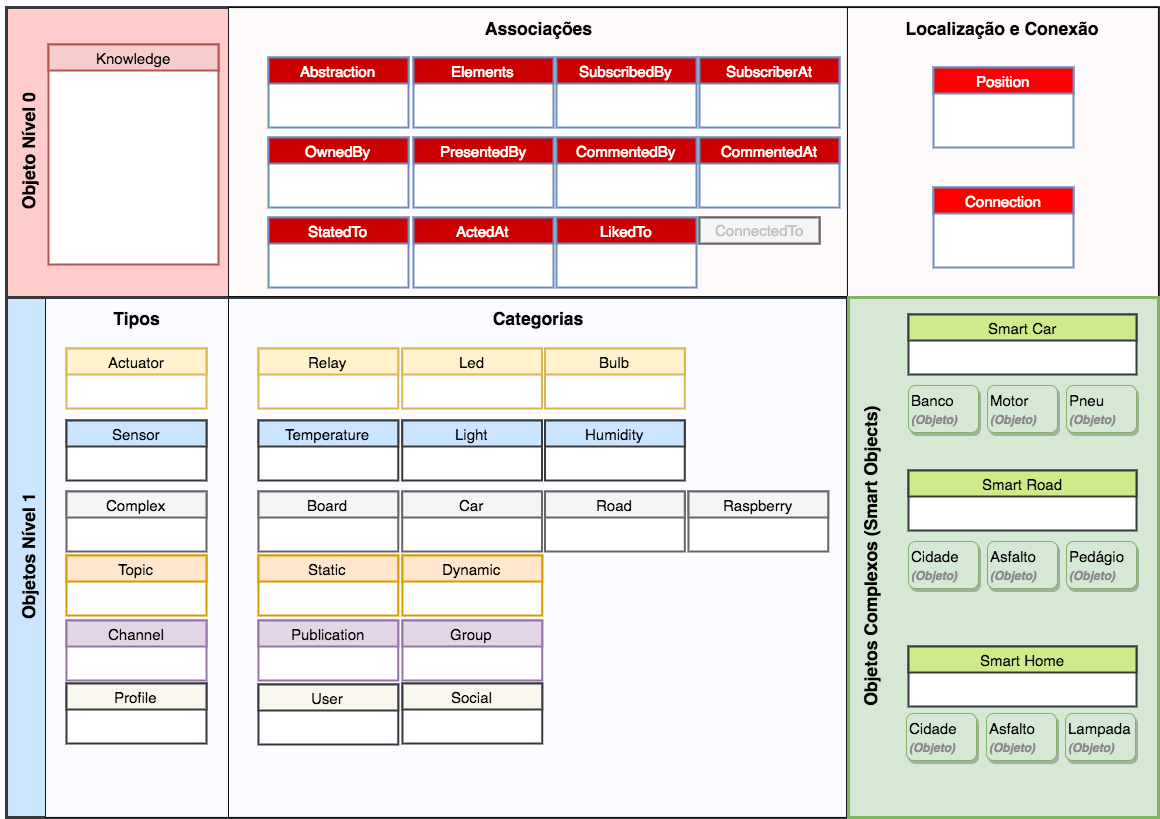 Objeto Nível 0
Knowledge
Associações
Abstraction
Elements
SubscribedBy
SubscriberAt
OwnedBy
PresentedBy
CommentedBy
CommentedAt
StatedTo
ActedAt
LikedTo
ConnectedTo
Localização e Conexão
Position
Connection
Objetos Nível 1
Tipos
Actuator
Sensor
Complex
Topic
Channel
Profile
Categorias
Relay
Led
Bulb
Temperature
Light
Humidity
Board
Car
Road
Raspberry
Static
Dynamic
Publication
Group
User
Social
Objetos Complexos (Smart Objects)
Smart Car
Banco
(Objeto)
Motor
(Objeto)
Pneu
(Objeto)
Smart Road
Cidade
(Objeto)
Asfalto
(Objeto)
Pedágio
(Objeto)
Smart Home
Cidade
(Objeto)
Asfalto
(Objeto)
Lampada
(Objeto)